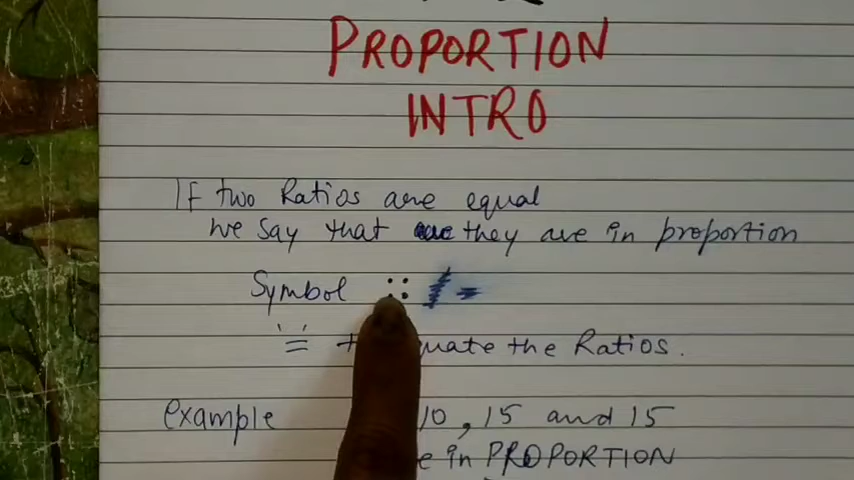 PROPORTION
INTRO
If two Ratios are equal
we say that they are in proportion
Symbol :: / =
"=" the Ratios.
Example 10, 15 and 15
in PROPORTION